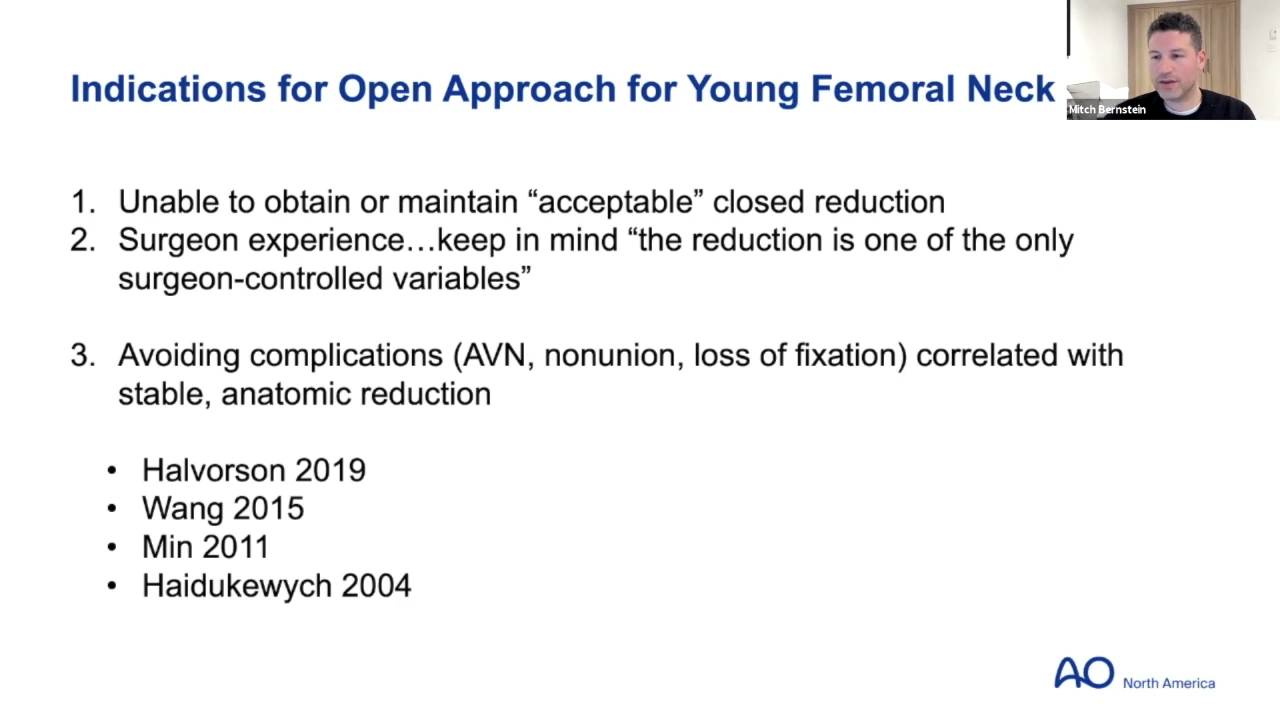 Indications for Open Approach for Young Femoral Neck
Mitch Bernstein
1. Unable to obtain or maintain “acceptable” closed reduction
2. Surgeon experience…keep in mind “the reduction is one of the only
surgeon-controlled variables”
3. Avoiding complications (AVN, nonunion, loss of fixation) correlated with
stable, anatomic reduction
• Halvorson 2019
• Wang 2015
• Min 2011
• Haidukewych 2004
AO North America